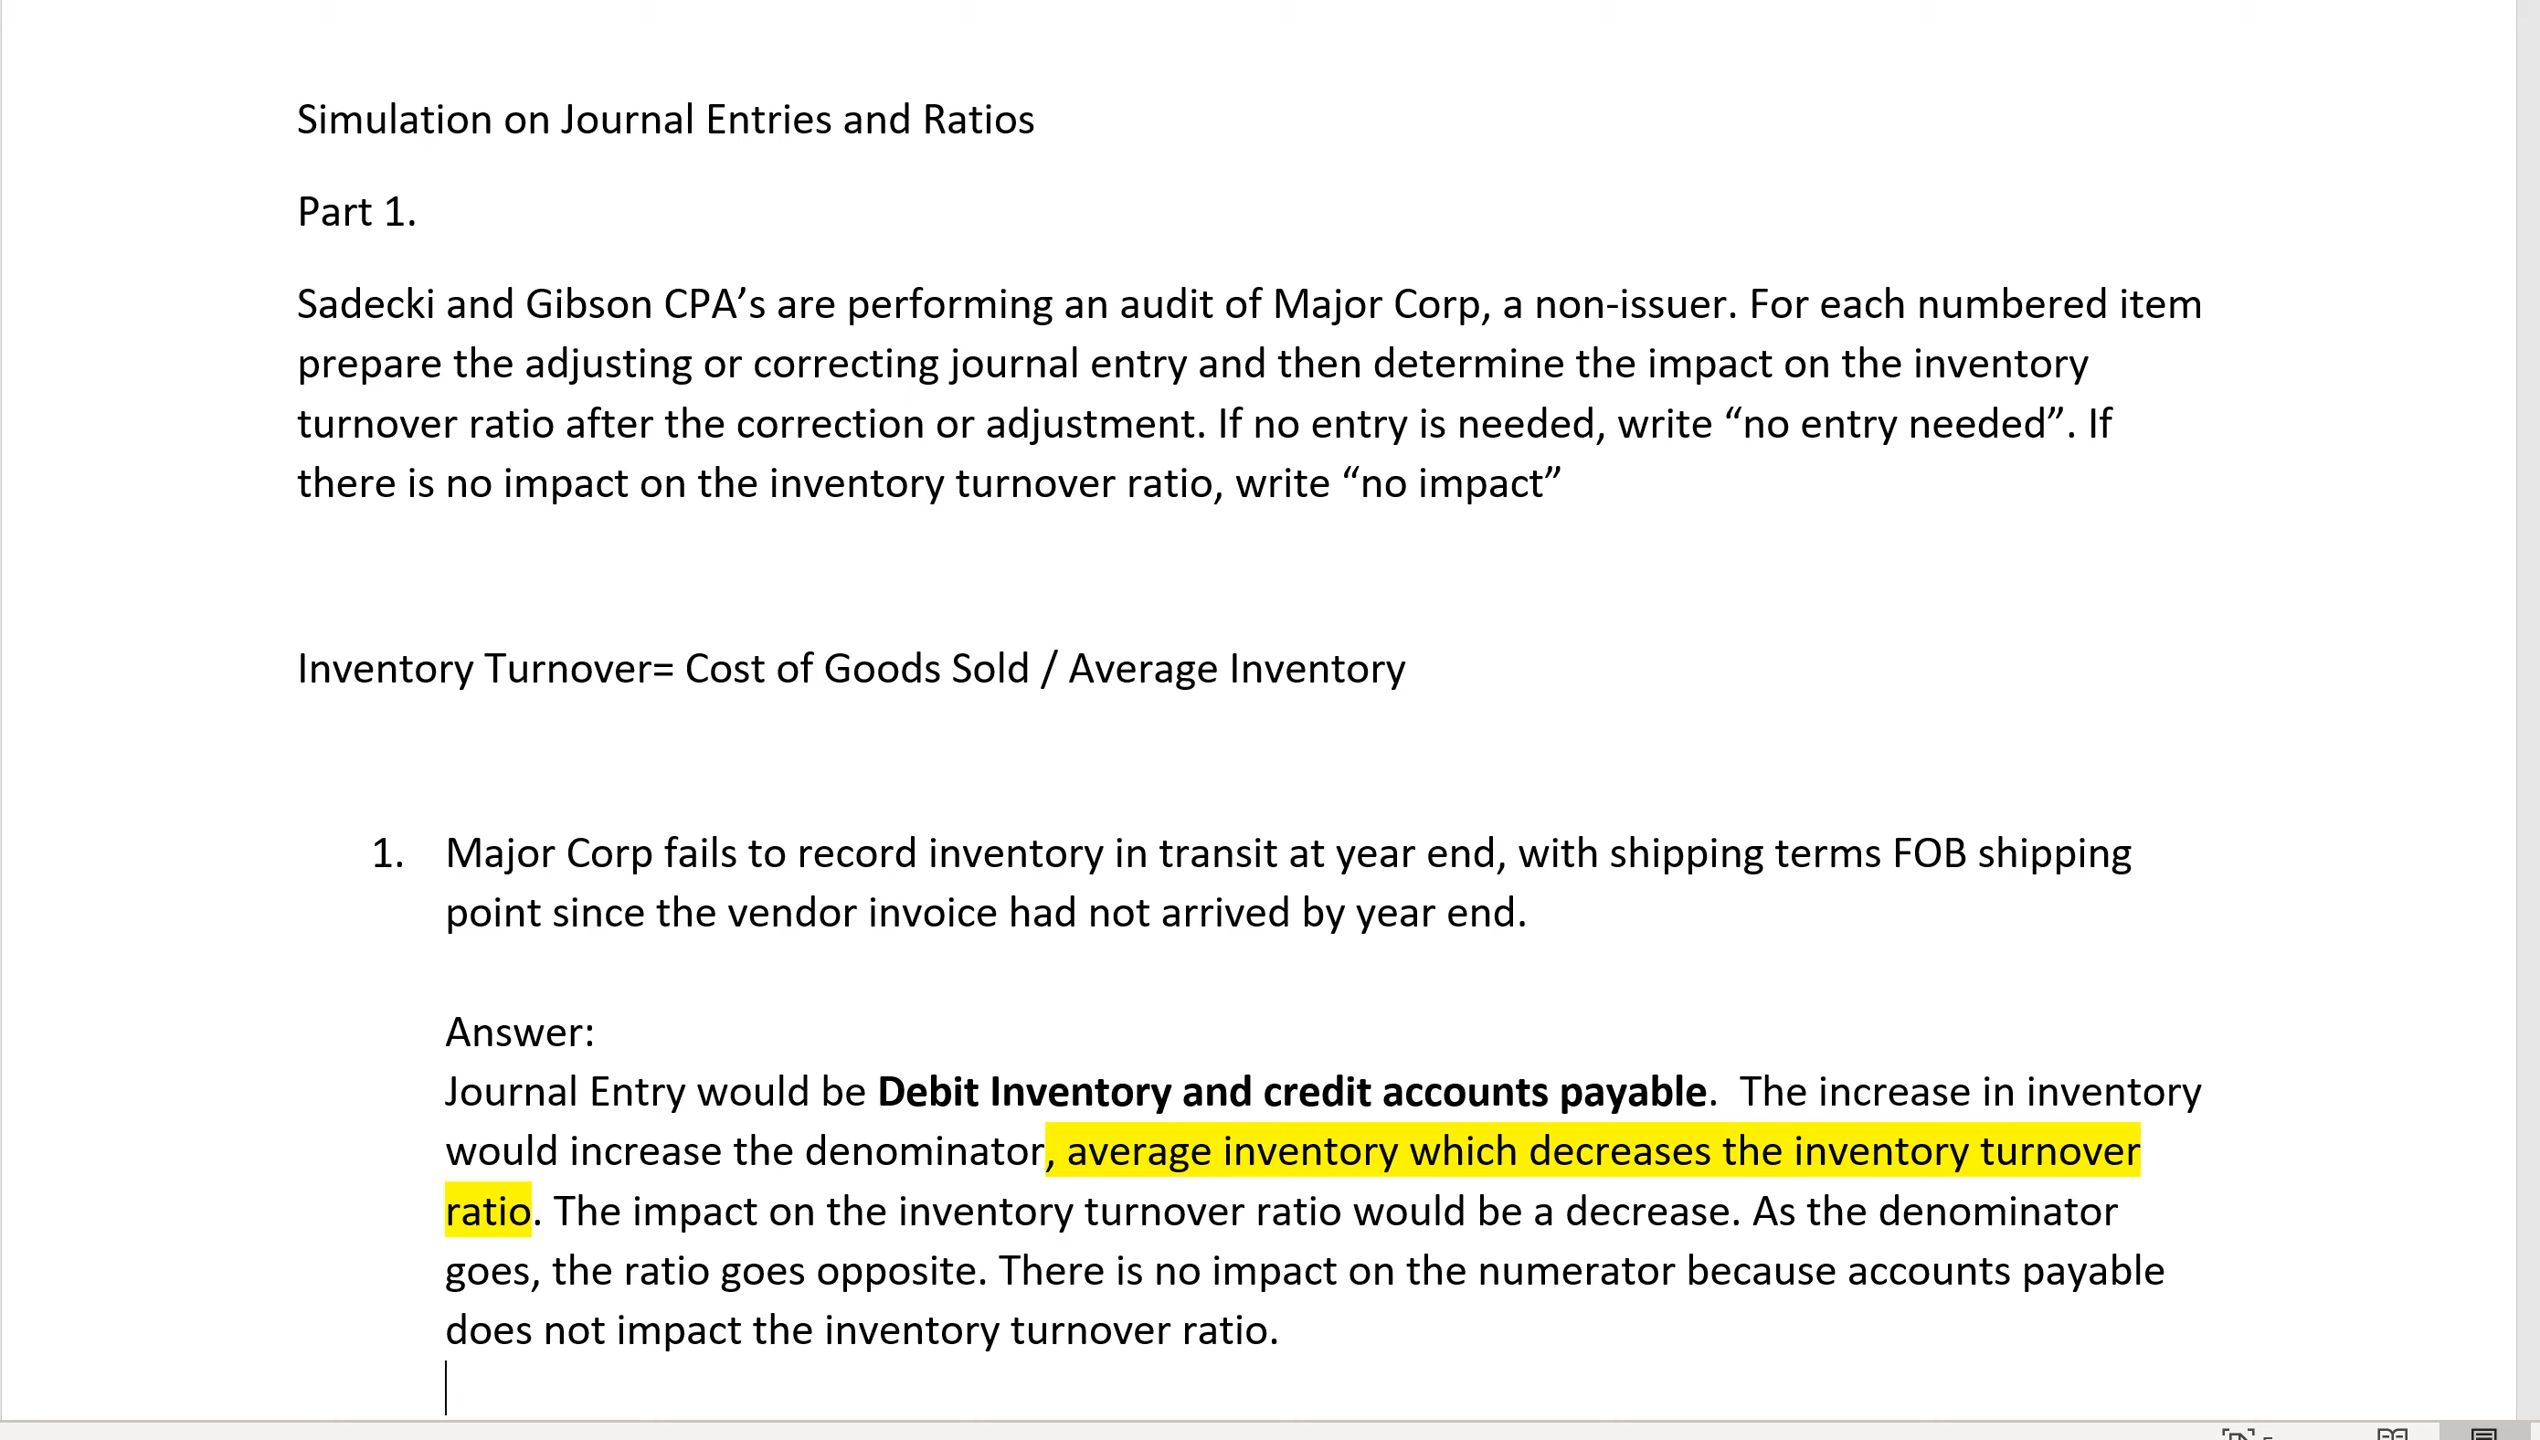 Simulation on Journal Entries and Ratios
Part 1.
Sadecki and Gibson CPA’s are performing an audit of Major Corp, a non-issuer. For each numbered item
prepare the adjusting or correcting journal entry and then determine the impact on the inventory
turnover ratio after the correction or adjustment. If no entry is needed, write “no entry needed”. If
there is no impact on the inventory turnover ratio, write “no impact”
Inventory Turnover= Cost of Goods Sold / Average Inventory
1. Major Corp fails to record inventory in transit at year end, with shipping terms FOB shipping
point since the vendor invoice had not arrived by year end.
Answer:
Journal Entry would be Debit Inventory and credit accounts payable.  The increase in inventory
would increase the denominator, average inventory which decreases the inventory turnover
ratio. The impact on the inventory turnover ratio would be a decrease. As the denominator
goes, the ratio goes opposite. There is no impact on the numerator because accounts payable
does not impact the inventory turnover ratio.